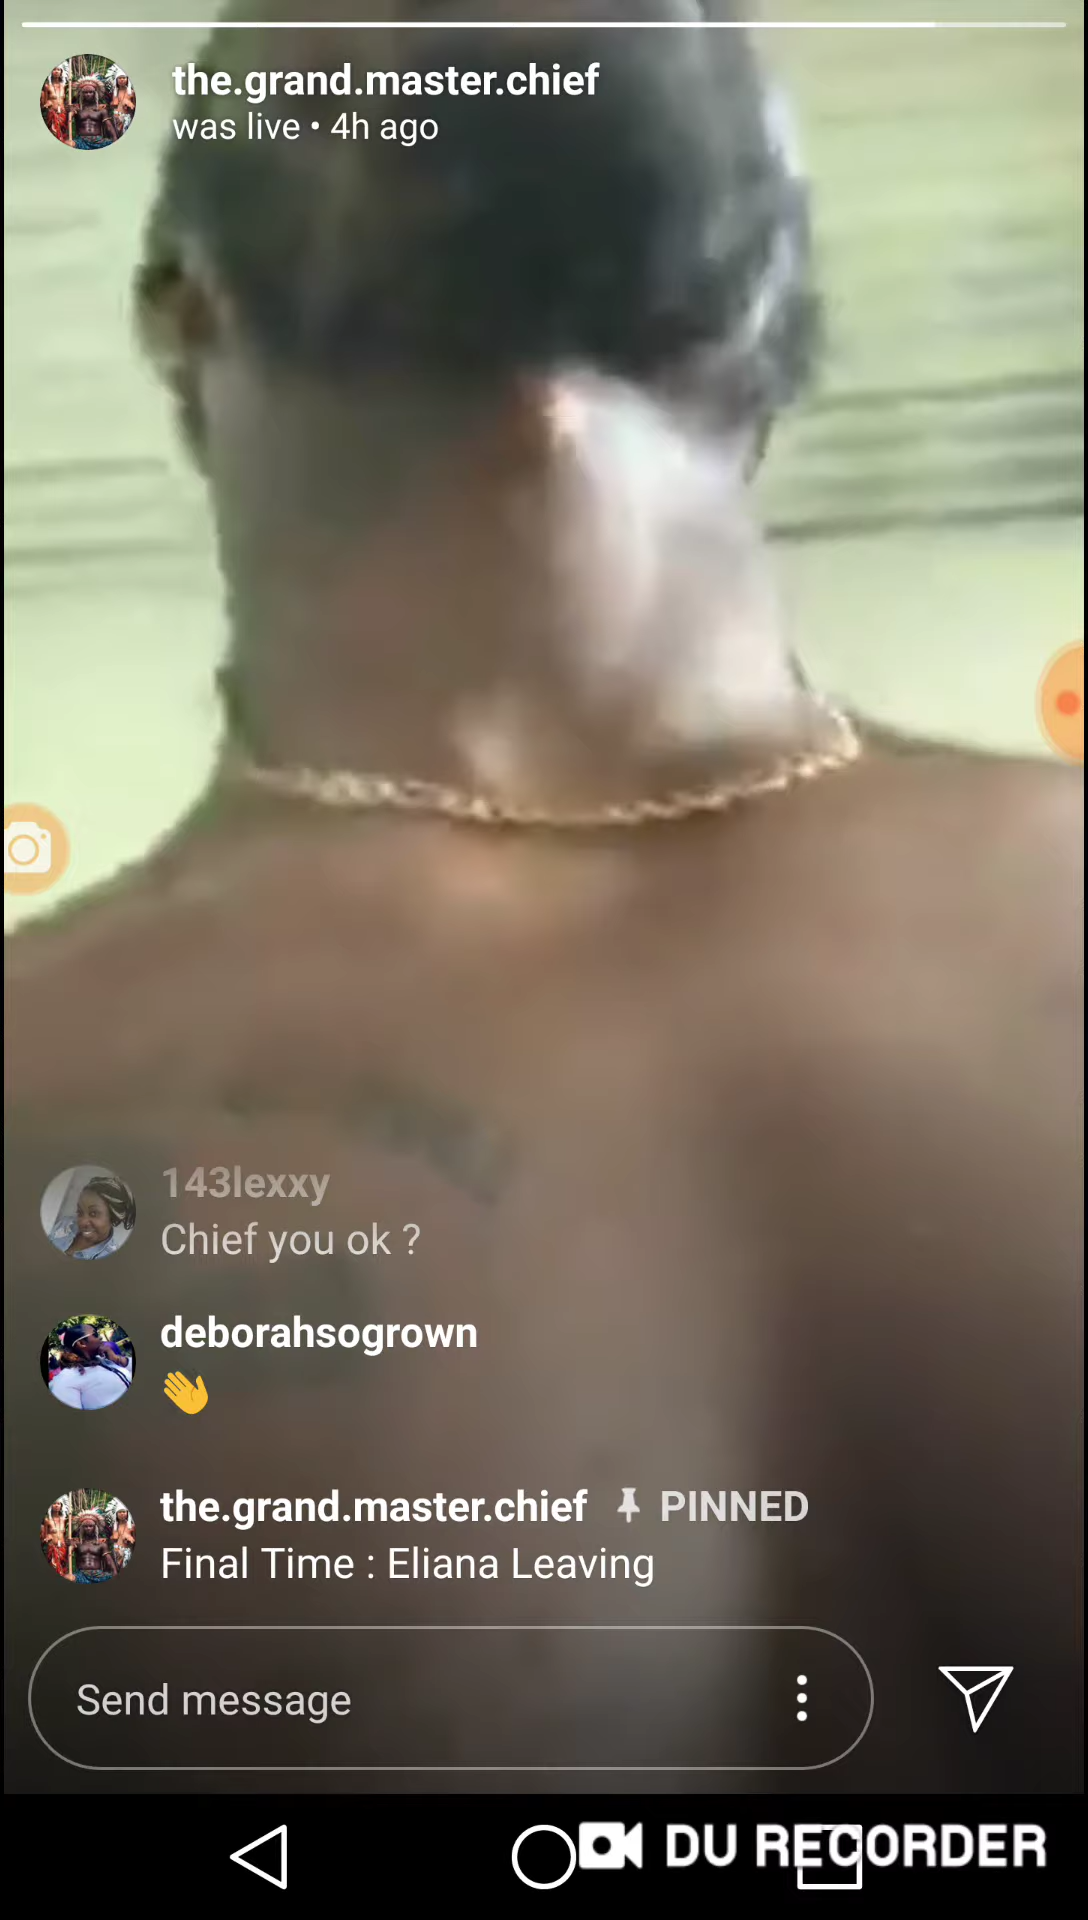 the.grand.master.chief
was live • 4h ago
143lexxy
Chief you ok ?
deborahsogrown
👋
the.grand.master.chief PINNED
Final Time : Eliana Leaving
Send message
DU RECORDER